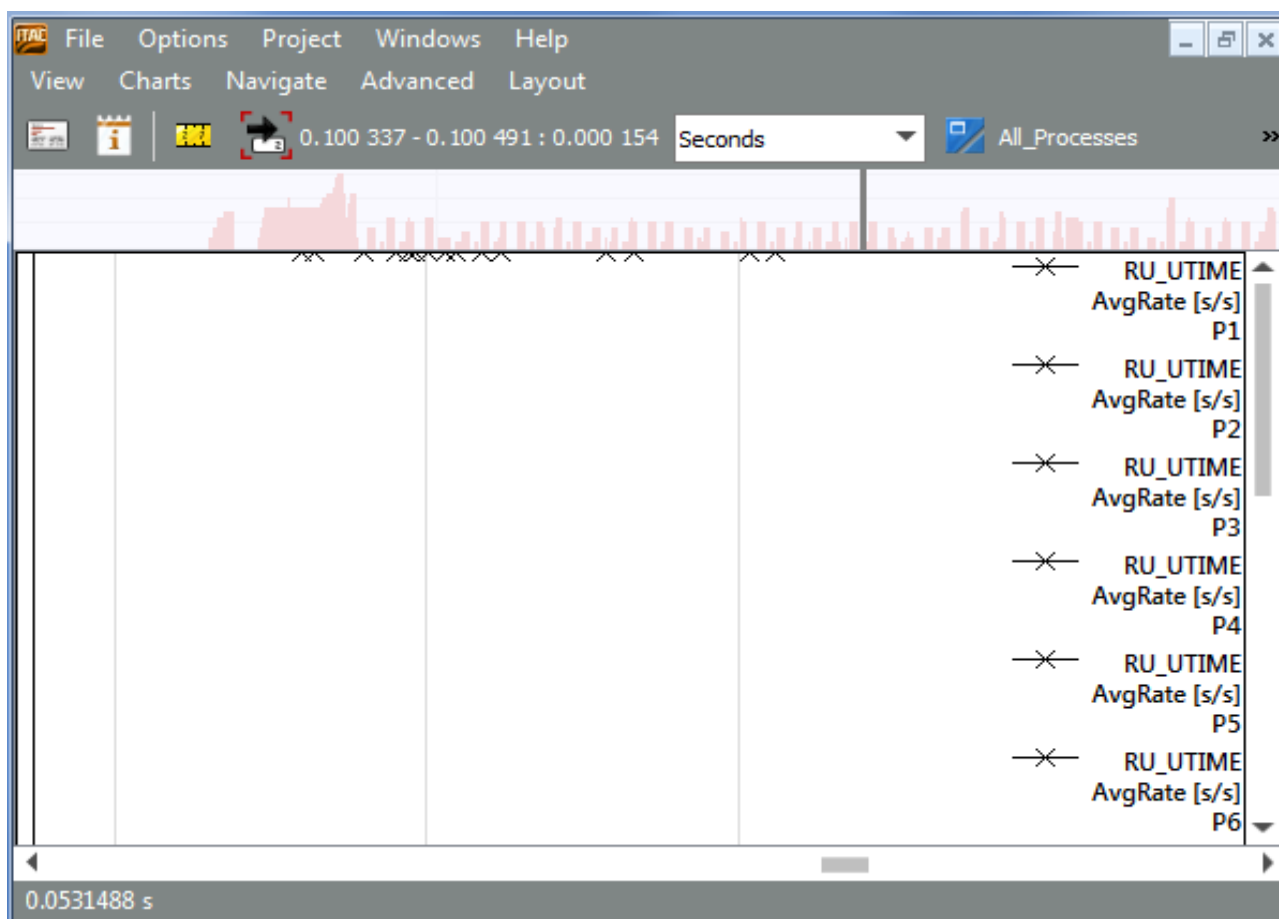 ITAC File Options Project Windows Help
View Charts Navigate Advanced Layout
0.100 337 - 0.100 491 : 0.000 154 Seconds All_Processes »
RU_UTIME
AvgRate [s/s]
P1
RU_UTIME
AvgRate [s/s]
P2
RU_UTIME
AvgRate [s/s]
P3
RU_UTIME
AvgRate [s/s]
P4
RU_UTIME
AvgRate [s/s]
P5
RU_UTIME
AvgRate [s/s]
P6
0.0531488 s